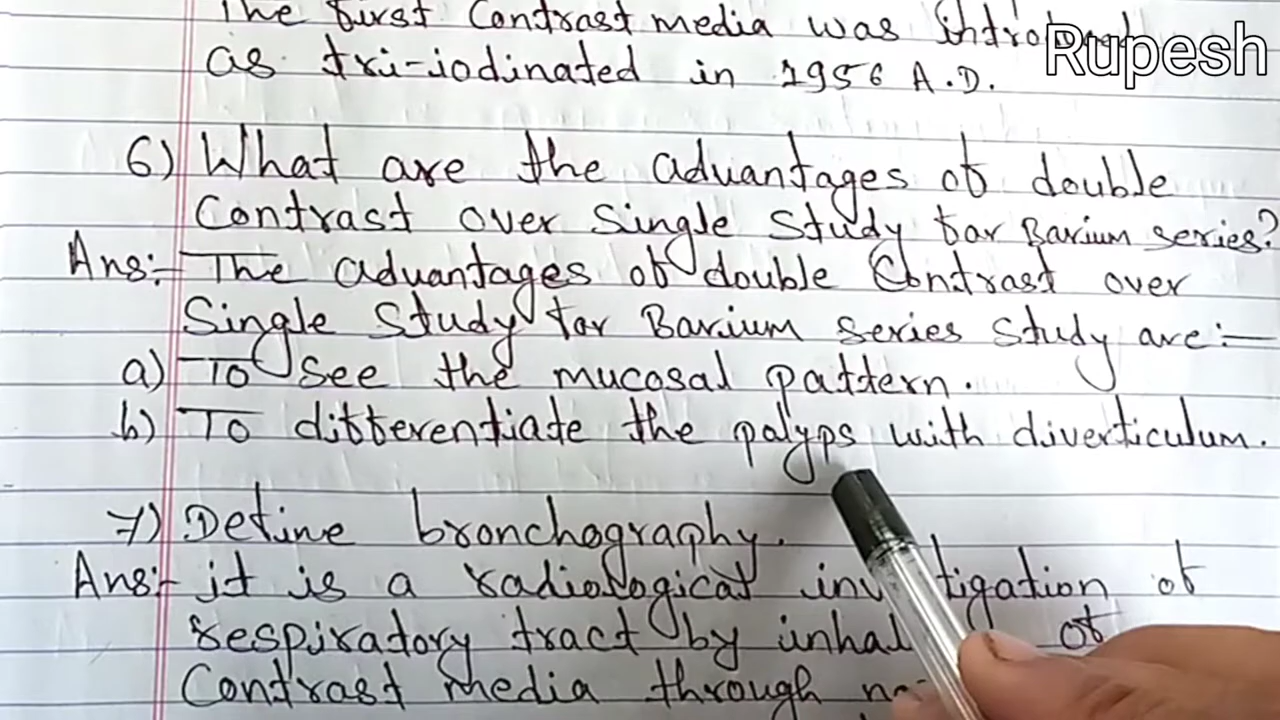 The first Contrast media was
Rupesh
as tri-iodinated in 1956 A.D.
6) What are the advantages of double
Contrast over Single Study for Barium series?
Ans:- The advantages of double Contrast over
Single Study for Barium series study are:-
a) To see the mucosal pattern.
b) To differentiate the polyps with diverticulum.
7) Define bronchography.
Ans:- it is a radiological of
respiratory tract by of
Contrast media through